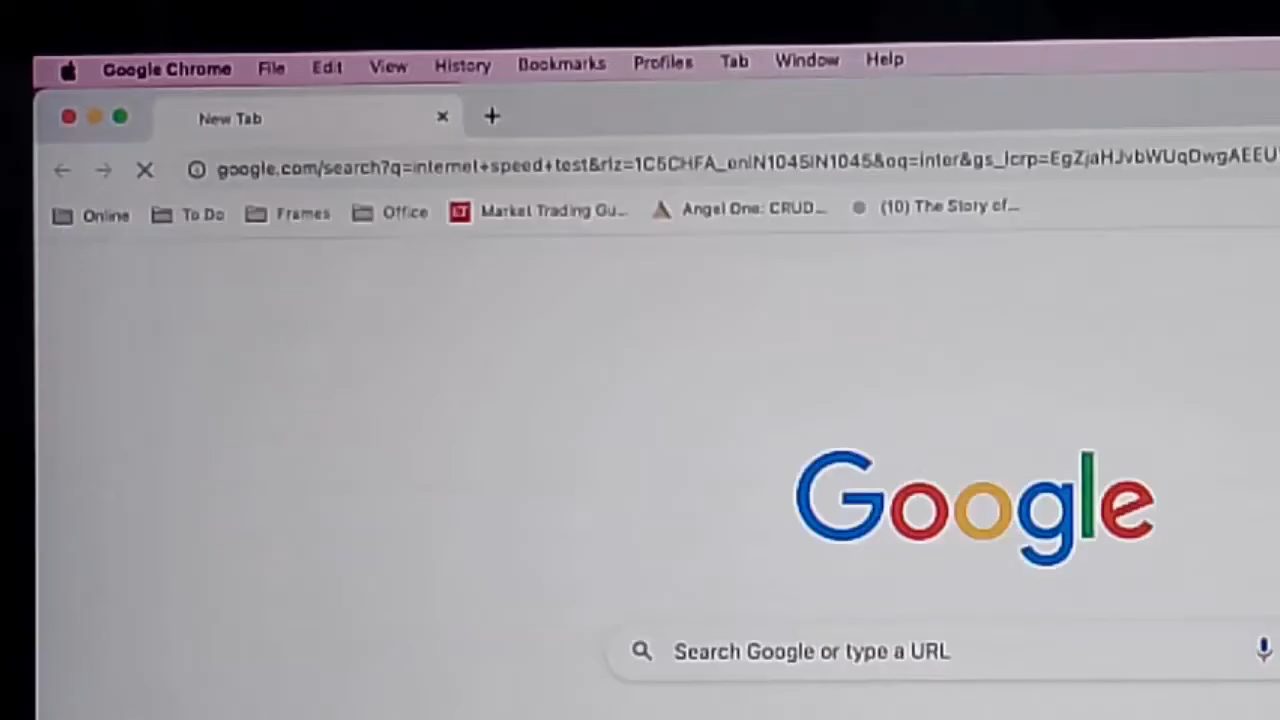 Google Chrome File Edit View History Bookmarks Profiles Tab Window Help
New Tab
google.com/search?q=internet+speed+test&rlz=1C5CHFA_enIN1045IN1045&oq=inter&gs_lcrp=EgZjaHJvbWUqDwgAEEU
Online To Do Frames Office Market Trading Gu... Angel One: CRUD... (10) The Story of...
Google
Search Google or type a URL